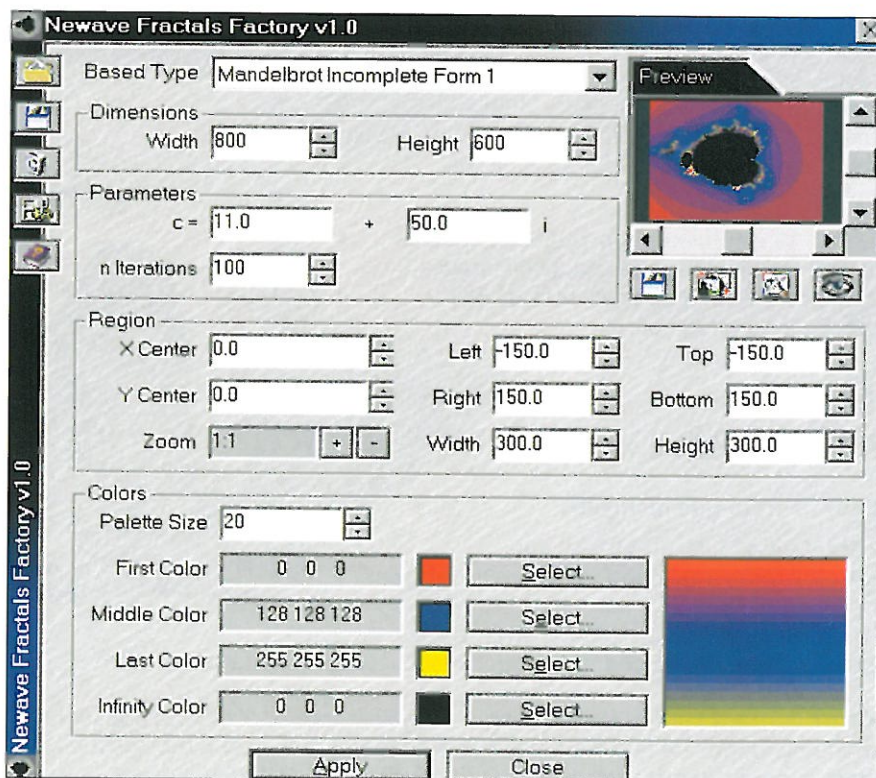 Newave Fractals Factory v1.0
Based Type Mandelbrot Incomplete Form 1
Preview
Dimensions
Width 800 Height 600
Parameters
c = 11.0 + 50.0 i
n Iterations 100
Region
X Center 0.0 Left -150.0 Top -150.0
Y Center 0.0 Right 150.0 Bottom 150.0
Zoom 1:1 + - Width 300.0 Height 300.0
Colors
Palette Size 20
First Color 0 0 0 Select...
Middle Color 128 128 128 Select...
Last Color 255 255 255 Select...
Infinity Color 0 0 0 Select...
Apply Close
Newave Fractals Factory v1.0